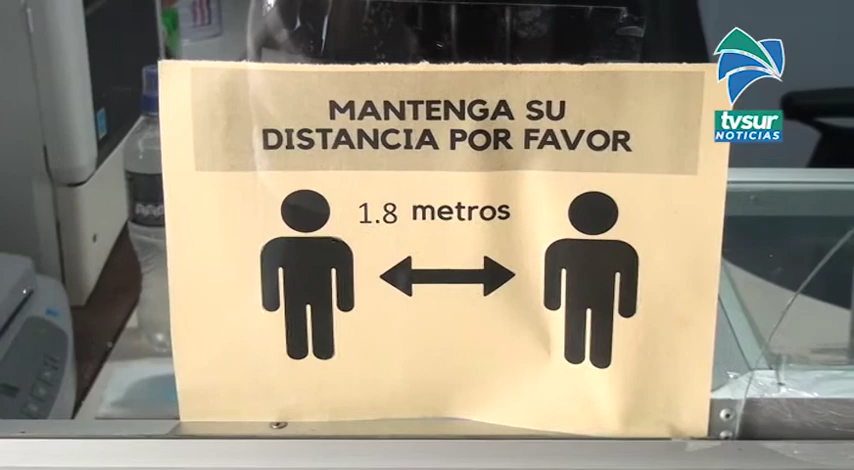 MANTENGA SU
DISTANCIA POR FAVOR
1.8 metros
tvsur
NOTICIAS